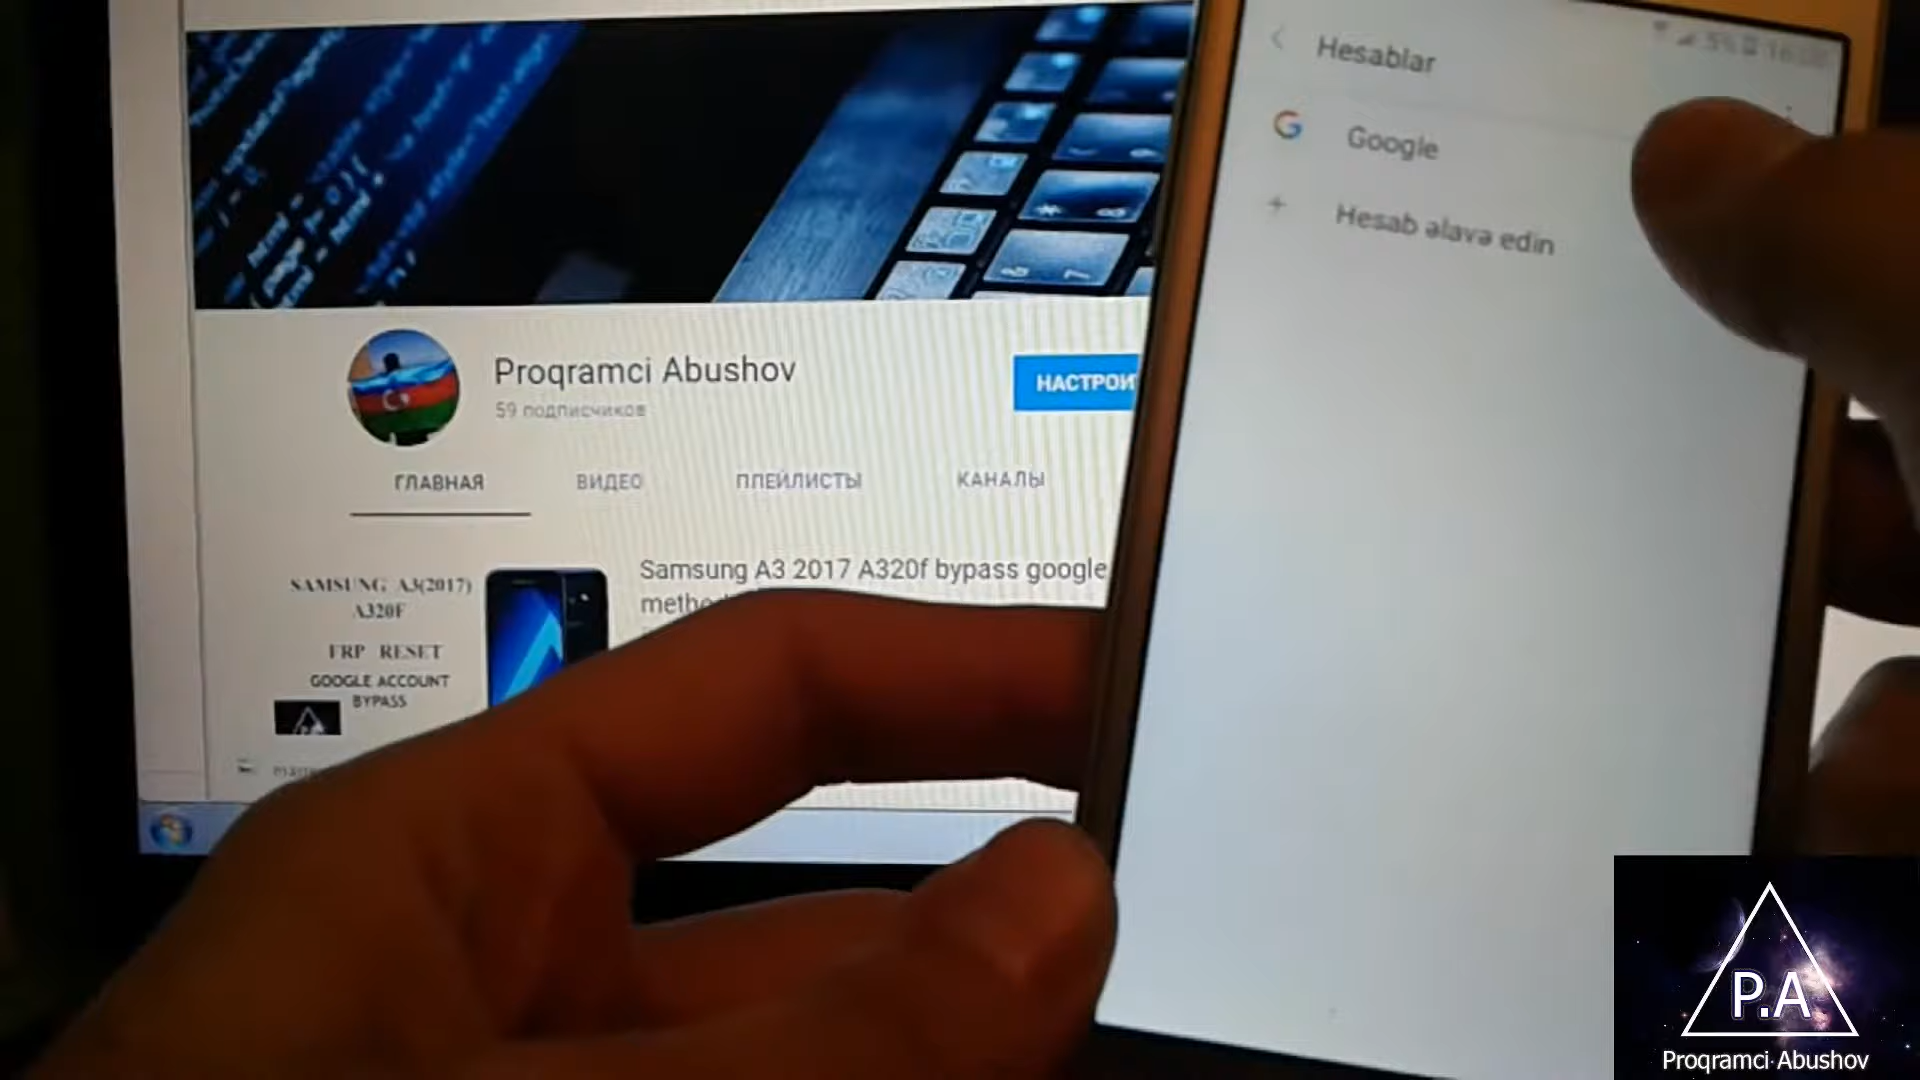 Hesablar
Google
+ Hesab əlavə edin
Proqramci Abushov
59 подписчиков
НАСТРОИ
ГЛАВНАЯ
ВИДЕО
ПЛЕЙЛИСТЫ
КАНАЛЫ
SAMSUNG A3(2017)
A320F
FRP RESET
GOOGLE ACCOUNT
BYPASS
Samsung A3 2017 A320f bypass google
P.A
Proqramci Abushov